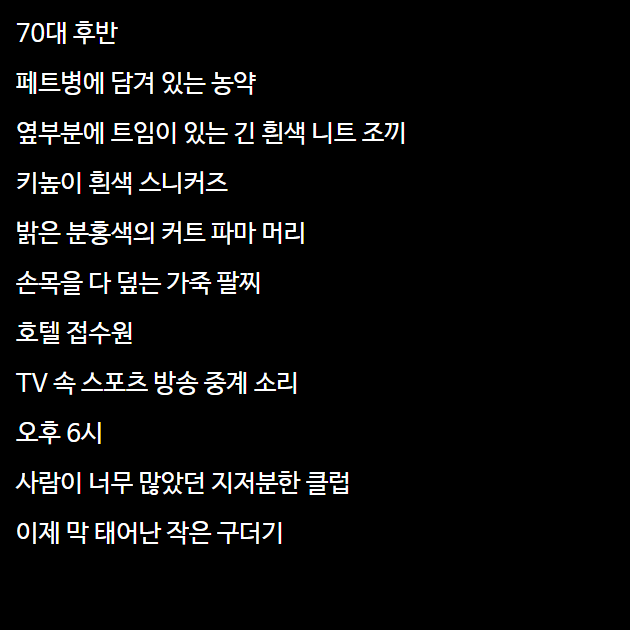 70대 후반
페트병에 담겨 있는 농약
옆부분에 트임이 있는 긴 흰색 니트 조끼
키높이 흰색 스니커즈
밝은 분홍색의 커트 파마 머리
손목을 다 덮는 가죽 팔찌
호텔 접수원
TV 속 스포츠 방송 중계 소리
오후 6시
사람이 너무 많았던 지저분한 클럽
이제 막 태어난 작은 구더기